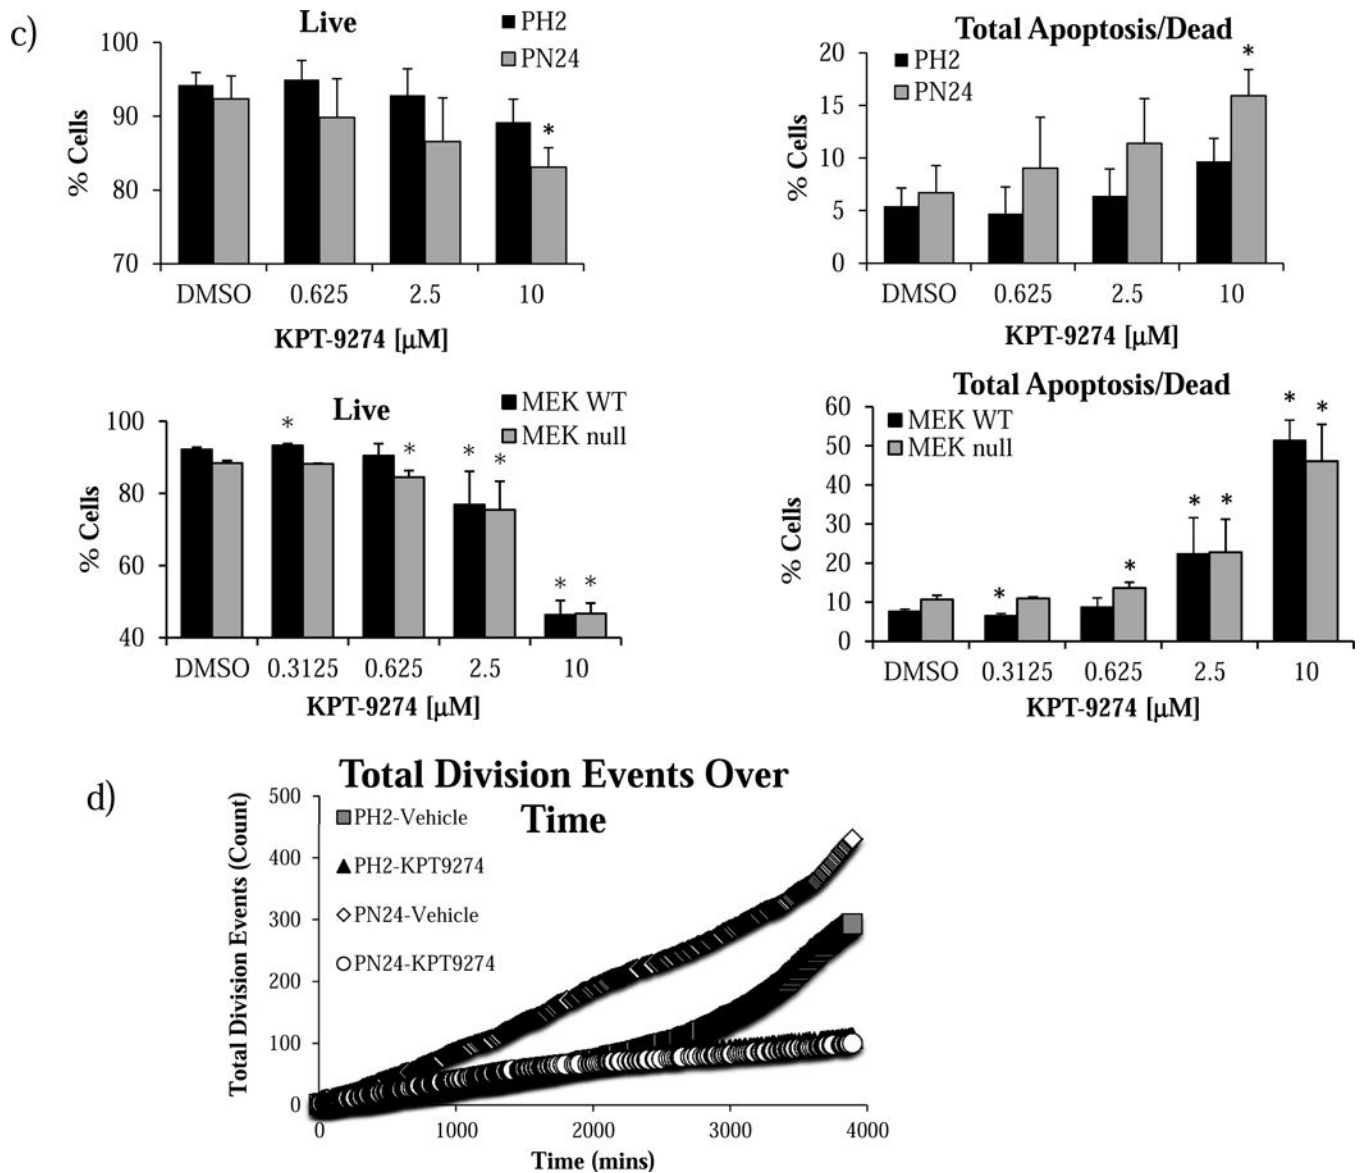 c)
Live
PH2
PN24
100
90
80
70
% Cells
DMSO 0.625 2.5 10
KPT-9274 [μM]
*
Total Apoptosis/Dead
PH2
PN24
20
15
10
5
0
% Cells
DMSO 0.625 2.5 10
KPT-9274 [μM]
*
Live
MEK WT
MEK null
100
80
60
40
% Cells
* * * * * *
DMSO 0.3125 0.625 2.5 10
KPT-9274 [μM]
Total Apoptosis/Dead
MEK WT
MEK null
60
50
40
30
20
10
0
% Cells
* * * * * *
DMSO 0.3125 0.625 2.5 10
KPT-9274 [μM]
d)
Total Division Events Over
Time
PH2-Vehicle
PH2-KPT9274
PN24-Vehicle
PN24-KPT9274
500
400
300
200
100
0
Total Division Events (Count)
0 1000 2000 3000 4000
Time (mins)